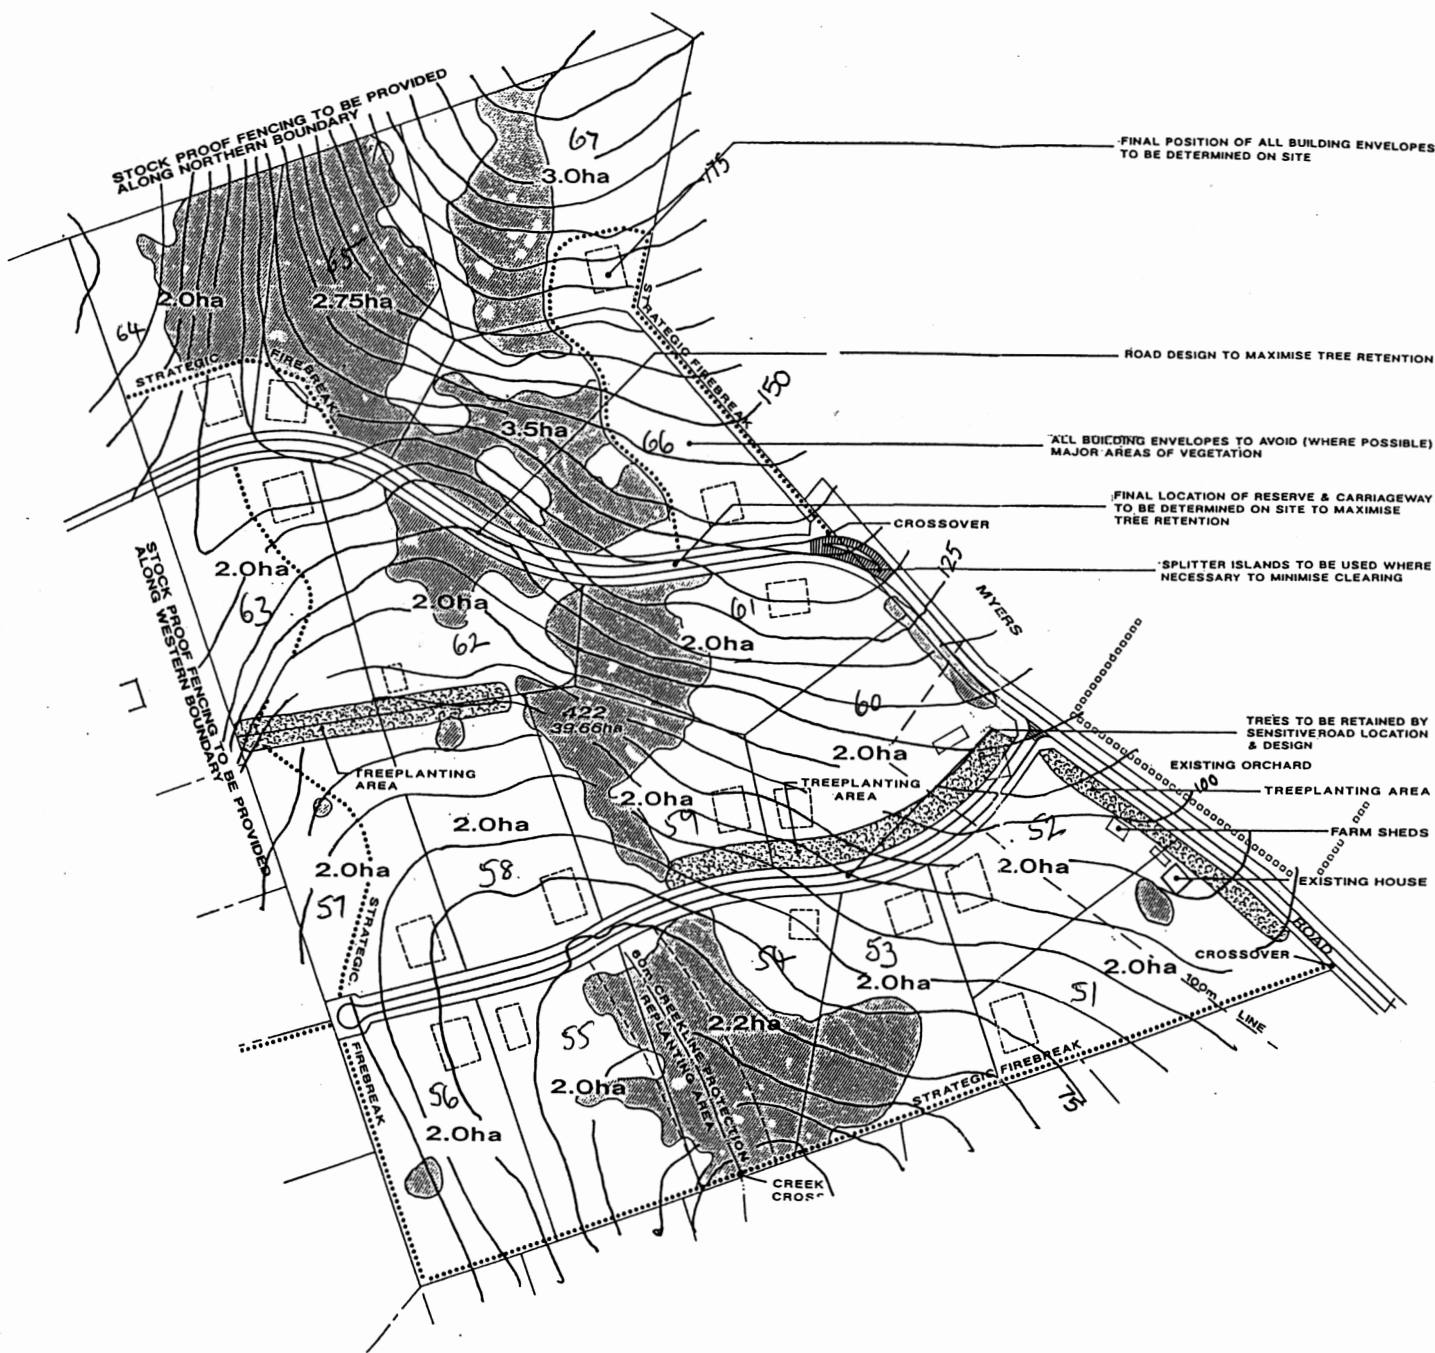 STOCK PROOF FENCING TO BE PROVIDED
ALONG NORTHERN BOUNDARY
67
3.0ha
175
FINAL POSITION OF ALL BUILDING ENVELOPES
TO BE DETERMINED ON SITE
65
2.0ha
2.75ha
64
STRATEGIC FIREBREAK
STRATEGIC FIREBREAK
ROAD DESIGN TO MAXIMISE TREE RETENTION
150
3.5ha
66
ALL BUILDING ENVELOPES TO AVOID (WHERE POSSIBLE)
MAJOR AREAS OF VEGETATION
FINAL LOCATION OF RESERVE & CARRIAGEWAY
TO BE DETERMINED ON SITE TO MAXIMISE
TREE RETENTION
CROSSOVER
SPLITTER ISLANDS TO BE USED WHERE
NECESSARY TO MINIMISE CLEARING
125
MYERS
STOCK PROOF FENCING TO BE PROVIDED
ALONG WESTERN BOUNDARY
2.0ha
63
2.0ha
62
61
2.0ha
60
2.0ha
422
39.66ha
TREES TO BE RETAINED BY
SENSITIVE ROAD LOCATION
& DESIGN
EXISTING ORCHARD
100
TREEPLANTING AREA
TREEPLANTING
AREA
TREEPLANTING
AREA
2.0ha
59
2.0ha
58
52
2.0ha
FARM SHEDS
EXISTING HOUSE
2.0ha
57
STRATEGIC
FIREBREAK
ROAD
CROSSOVER
54
53
2.0ha
2.0ha
51
100m
LINE
60m CREEKLINE PROTECTION
REPLANTING AREA
2.2ha
55
2.0ha
56
2.0ha
STRATEGIC FIREBREAK
75
CREEK